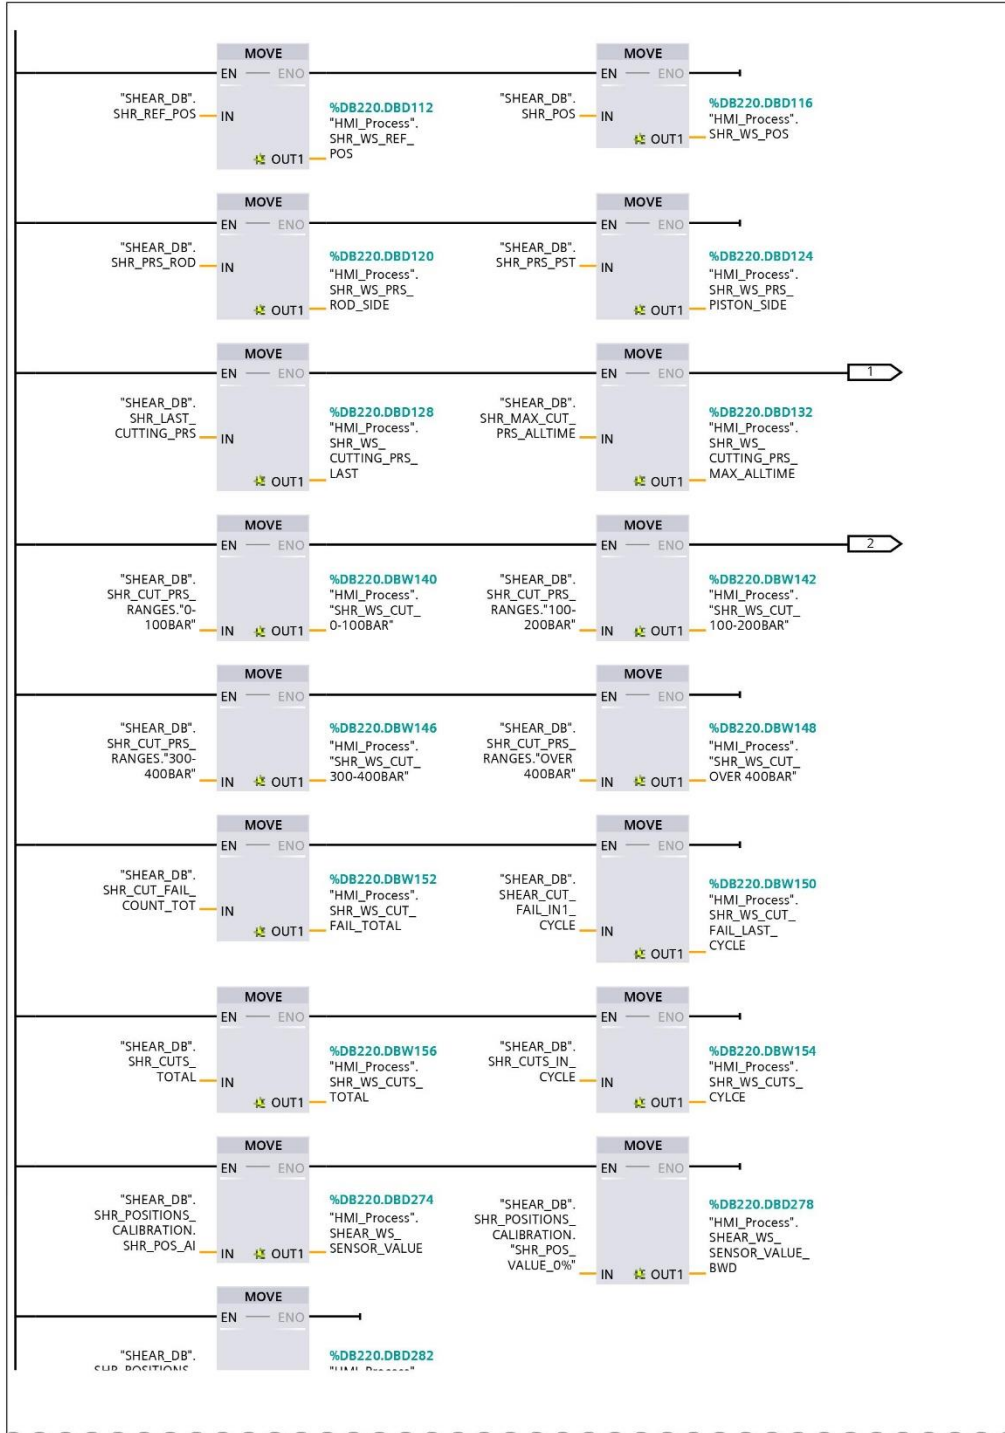 MOVE MOVE
EN ENO EN ENO
"SHEAR_DB".
SHR_REF_POS IN
%DB220.DBD112
"HMI_Process".
SHR_WS_REF_
POS
OUT1
"SHEAR_DB".
SHR_POS IN
%DB220.DBD116
"HMI_Process".
SHR_WS_POS
OUT1
MOVE MOVE
EN ENO EN ENO
"SHEAR_DB".
SHR_PRS_ROD IN
%DB220.DBD120
"HMI_Process".
SHR_WS_PRS_
ROD_SIDE
OUT1
"SHEAR_DB".
SHR_PRS_PST IN
%DB220.DBD124
"HMI_Process".
SHR_WS_PRS_
PISTON_SIDE
OUT1
MOVE MOVE
EN ENO EN ENO 1
"SHEAR_DB".
SHR_LAST_
CUTTING_PRS IN
%DB220.DBD128
"HMI_Process".
SHR_WS_
CUTTING_PRS_
LAST
OUT1
"SHEAR_DB".
SHR_MAX_CUT_
PRS_ALLTIME IN
%DB220.DBD132
"HMI_Process".
SHR_WS_
CUTTING_PRS_
MAX_ALLTIME
OUT1
MOVE MOVE
EN ENO EN ENO 2
"SHEAR_DB".
SHR_CUT_PRS_
RANGES."0-
100BAR" IN OUT1
%DB220.DBW140
"HMI_Process".
"SHR_WS_CUT_
0-100BAR"
"SHEAR_DB".
SHR_CUT_PRS_
RANGES."100-
200BAR" IN OUT1
%DB220.DBW142
"HMI_Process".
"SHR_WS_CUT_
100-200BAR"
MOVE MOVE
EN ENO EN ENO
"SHEAR_DB".
SHR_CUT_PRS_
RANGES."300-
400BAR" IN OUT1
%DB220.DBW146
"HMI_Process".
"SHR_WS_CUT_
300-400BAR"
"SHEAR_DB".
SHR_CUT_PRS_
RANGES."OVER
400BAR" IN OUT1
%DB220.DBW148
"HMI_Process".
"SHR_WS_CUT_
OVER 400BAR"
MOVE MOVE
EN ENO EN ENO
"SHEAR_DB".
SHR_CUT_FAIL_
COUNT_TOT IN
%DB220.DBW152
"HMI_Process".
SHR_WS_CUT_
FAIL_TOTAL
OUT1
"SHEAR_DB".
SHEAR_CUT_
FAIL_IN1_
CYCLE IN
%DB220.DBW150
"HMI_Process".
SHR_WS_CUT_
FAIL_LAST_
CYCLE
OUT1
MOVE MOVE
EN ENO EN ENO
"SHEAR_DB".
SHR_CUTS_
TOTAL IN
%DB220.DBW156
"HMI_Process".
SHR_WS_CUTS_
TOTAL
OUT1
"SHEAR_DB".
SHR_CUTS_IN_
CYCLE IN
%DB220.DBW154
"HMI_Process".
SHR_WS_CUTS_
CYLCE
OUT1
MOVE MOVE
EN ENO EN ENO
"SHEAR_DB".
SHR_POSITIONS_
CALIBRATION.
SHR_POS_AI IN OUT1
%DB220.DBD274
"HMI_Process".
SHEAR_WS_
SENSOR_VALUE
"SHEAR_DB".
SHR_POSITIONS_
CALIBRATION.
"SHR_POS_
VALUE_0%" IN OUT1
%DB220.DBD278
"HMI_Process".
SHEAR_WS_
SENSOR_VALUE_
BWD
MOVE
EN ENO
"SHEAR_DB".
SHR_POSITIONS_
%DB220.DBD282
"HMI_Process".